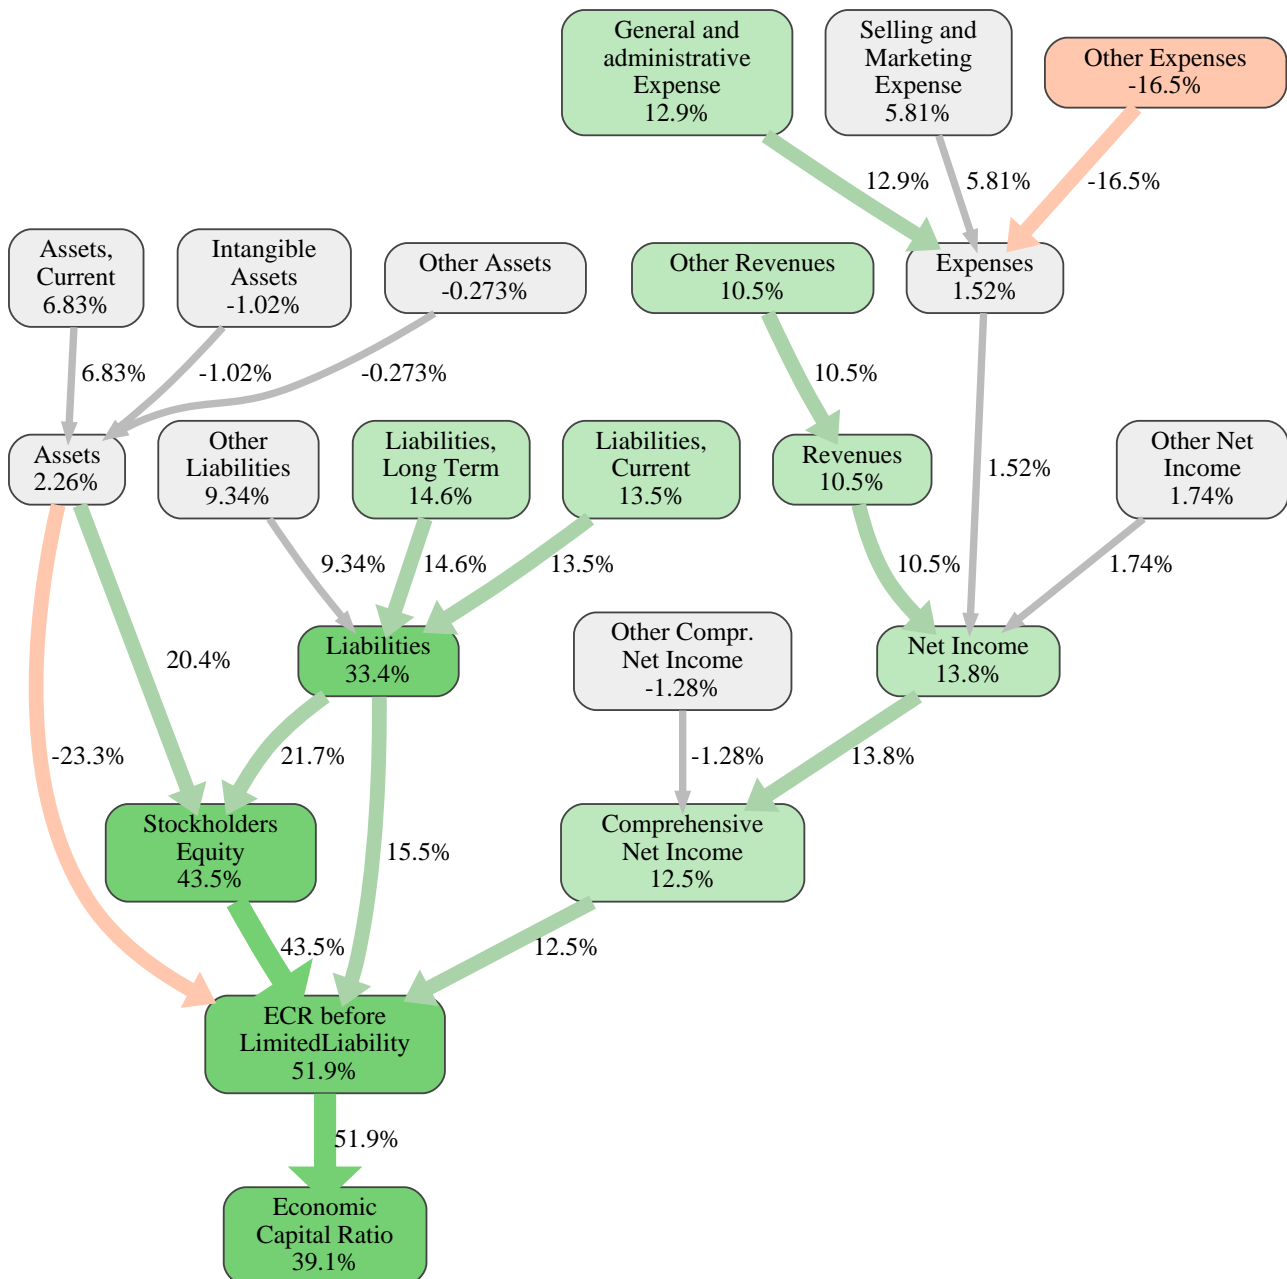 General and
administrative
Expense
12.9%
Selling and
Marketing
Expense
5.81%
Other Expenses
-16.5%
12.9%
5.81%
-16.5%
Assets,
Current
6.83%
Intangible
Assets
-1.02%
Other Assets
-0.273%
Other Revenues
10.5%
Expenses
1.52%
6.83%
-1.02%
-0.273%
10.5%
Assets
2.26%
Other
Liabilities
9.34%
Liabilities,
Long Term
14.6%
Liabilities,
Current
13.5%
Revenues
10.5%
1.52%
Other Net
Income
1.74%
9.34%
14.6%
13.5%
10.5%
1.74%
20.4%
Liabilities
33.4%
Other Compr.
Net Income
-1.28%
Net Income
13.8%
-23.3%
21.7%
-1.28%
13.8%
Stockholders
Equity
43.5%
15.5%
Comprehensive
Net Income
12.5%
43.5%
12.5%
ECR before
LimitedLiability
51.9%
51.9%
Economic
Capital Ratio
39.1%